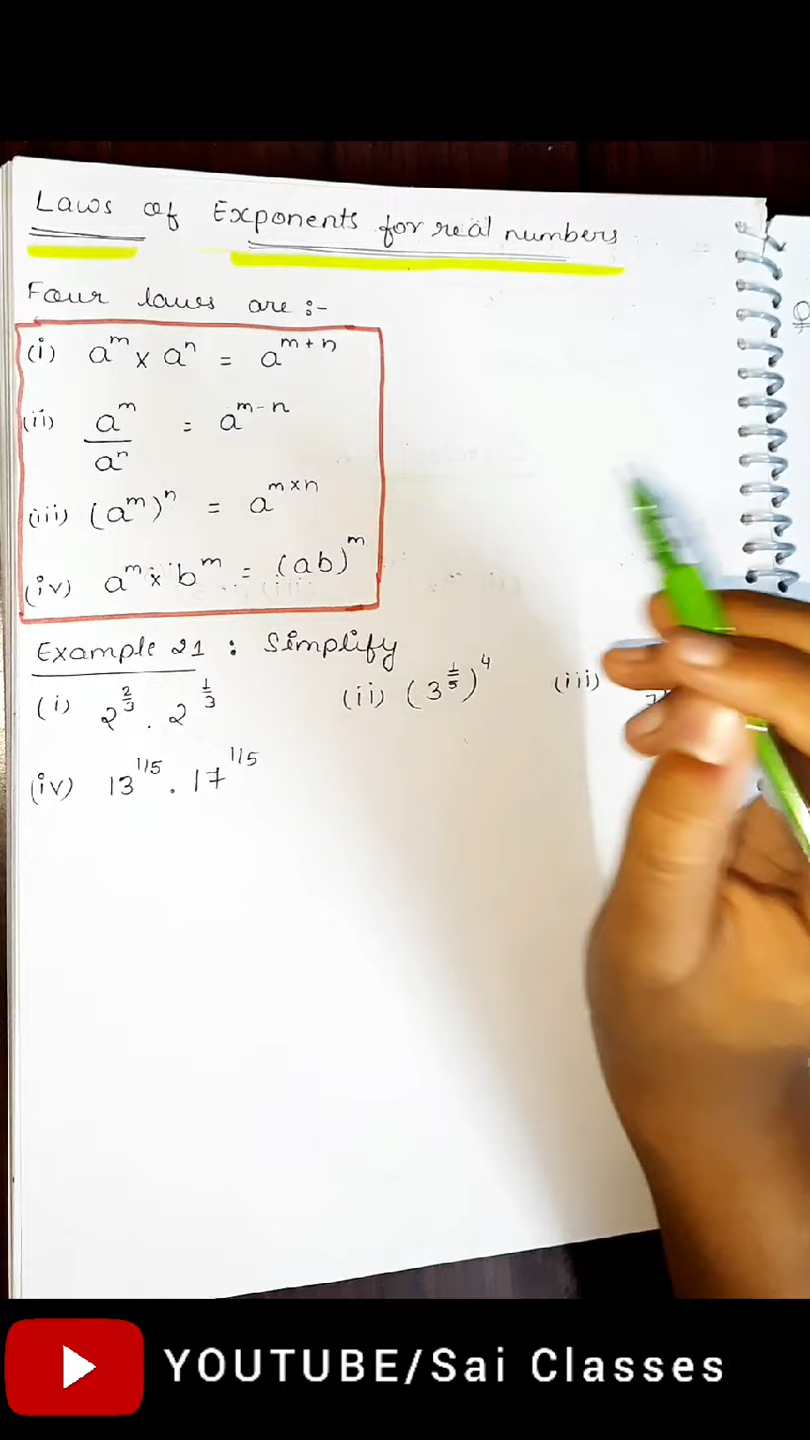 Laws of Exponents for real numbers
Four laws are :-
(i) a^m × a^n = a^(m+n)
(ii) a^m / a^n = a^(m-n)
(iii) (a^m)^n = a^(m×n)
(iv) a^m × b^m = (ab)^m
Example 21 : Simplify
(i) 2^(2/3) . 2^(1/3) (ii) (3^(1/5))^4 (iii)
(iv) 13^(1/5) . 17^(1/5)
YOUTUBE/Sai Classes